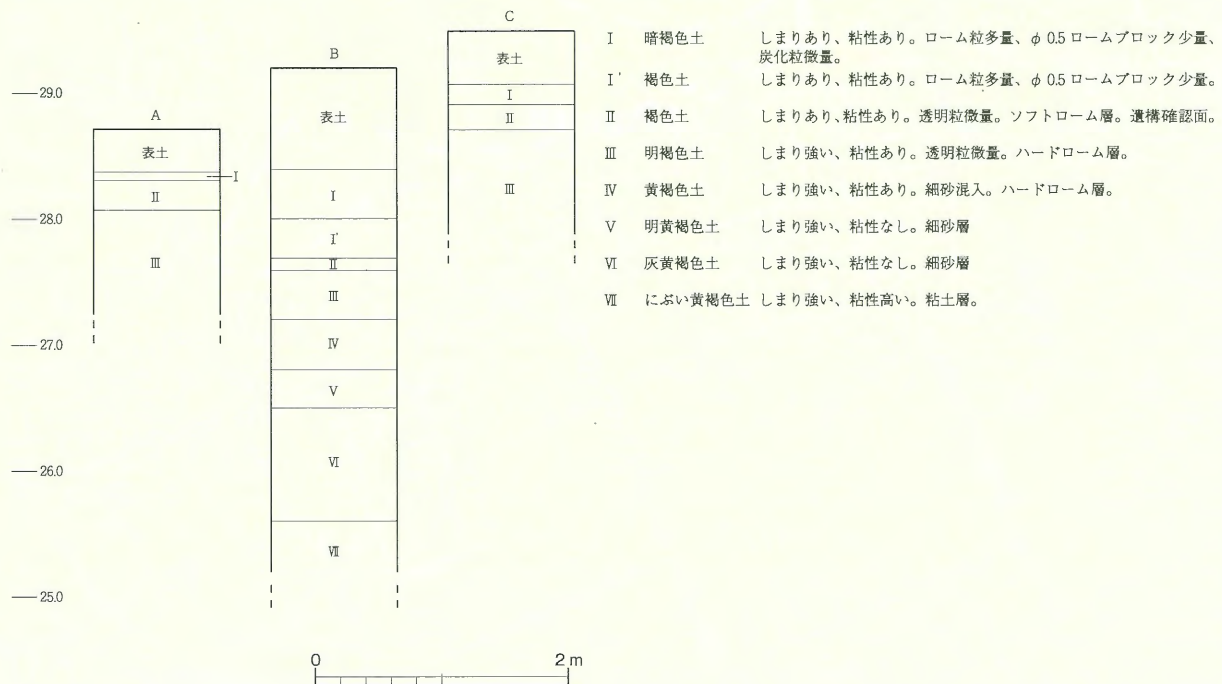 29.0
28.0
27.0
26.0
25.0
A
表土
I
Ⅱ
Ⅲ
B
表土
I
I'
Ⅱ
Ⅲ
Ⅳ
V
Ⅵ
Ⅶ
C
表土
I
Ⅱ
Ⅲ
I 暗褐色土 しまりあり、粘性あり。ローム粒多量、φ0.5ロームブロック少量、
炭化粒微量。
I' 褐色土 しまりあり、粘性あり。ローム粒多量、φ0.5ロームブロック少量。
Ⅱ 褐色土 しまりあり、粘性あり。透明粒微量。ソフトローム層。遺構確認面。
Ⅲ 明褐色土 しまり強い、粘性あり。透明粒微量。ハードローム層。
Ⅳ 黄褐色土 しまり強い、粘性あり。細砂混入。ハードローム層。
V 明黄褐色土 しまり強い、粘性なし。細砂層
Ⅵ 灰黄褐色土 しまり強い、粘性なし。細砂層
Ⅶ にぶい黄褐色土 しまり強い、粘性高い。粘土層。
0 2 m